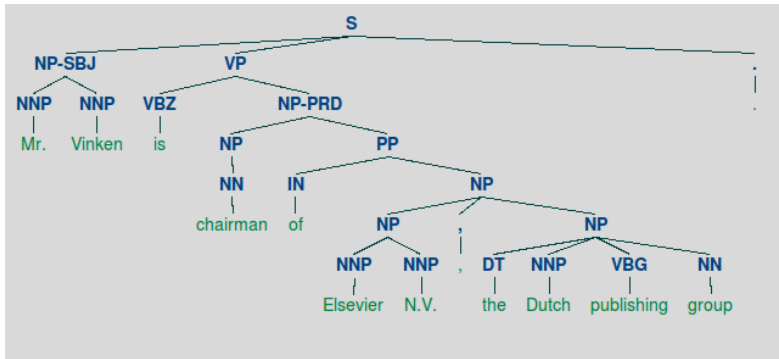 S
NP-SBJ VP .
NNP NNP VBZ NP-PRD .
Mr. Vinken is NP PP
NN IN NP
chairman of NP , NP
NNP NNP , DT NNP VBG NN
Elsevier N.V. the Dutch publishing group